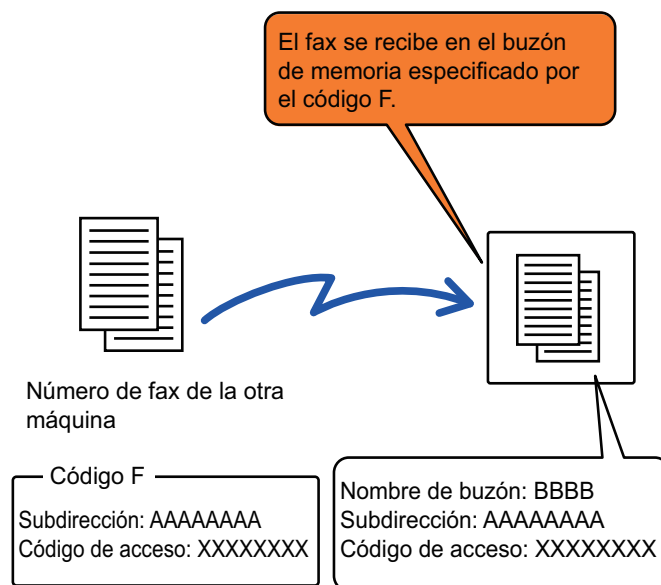 El fax se recibe en el buzón
de memoria especificado por
el código F.
Número de fax de la otra
máquina
Código F
Subdirección: AAAAAAAA
Código de acceso: XXXXXXXX
Nombre de buzón: BBBB
Subdirección: AAAAAAAA
Código de acceso: XXXXXXXX